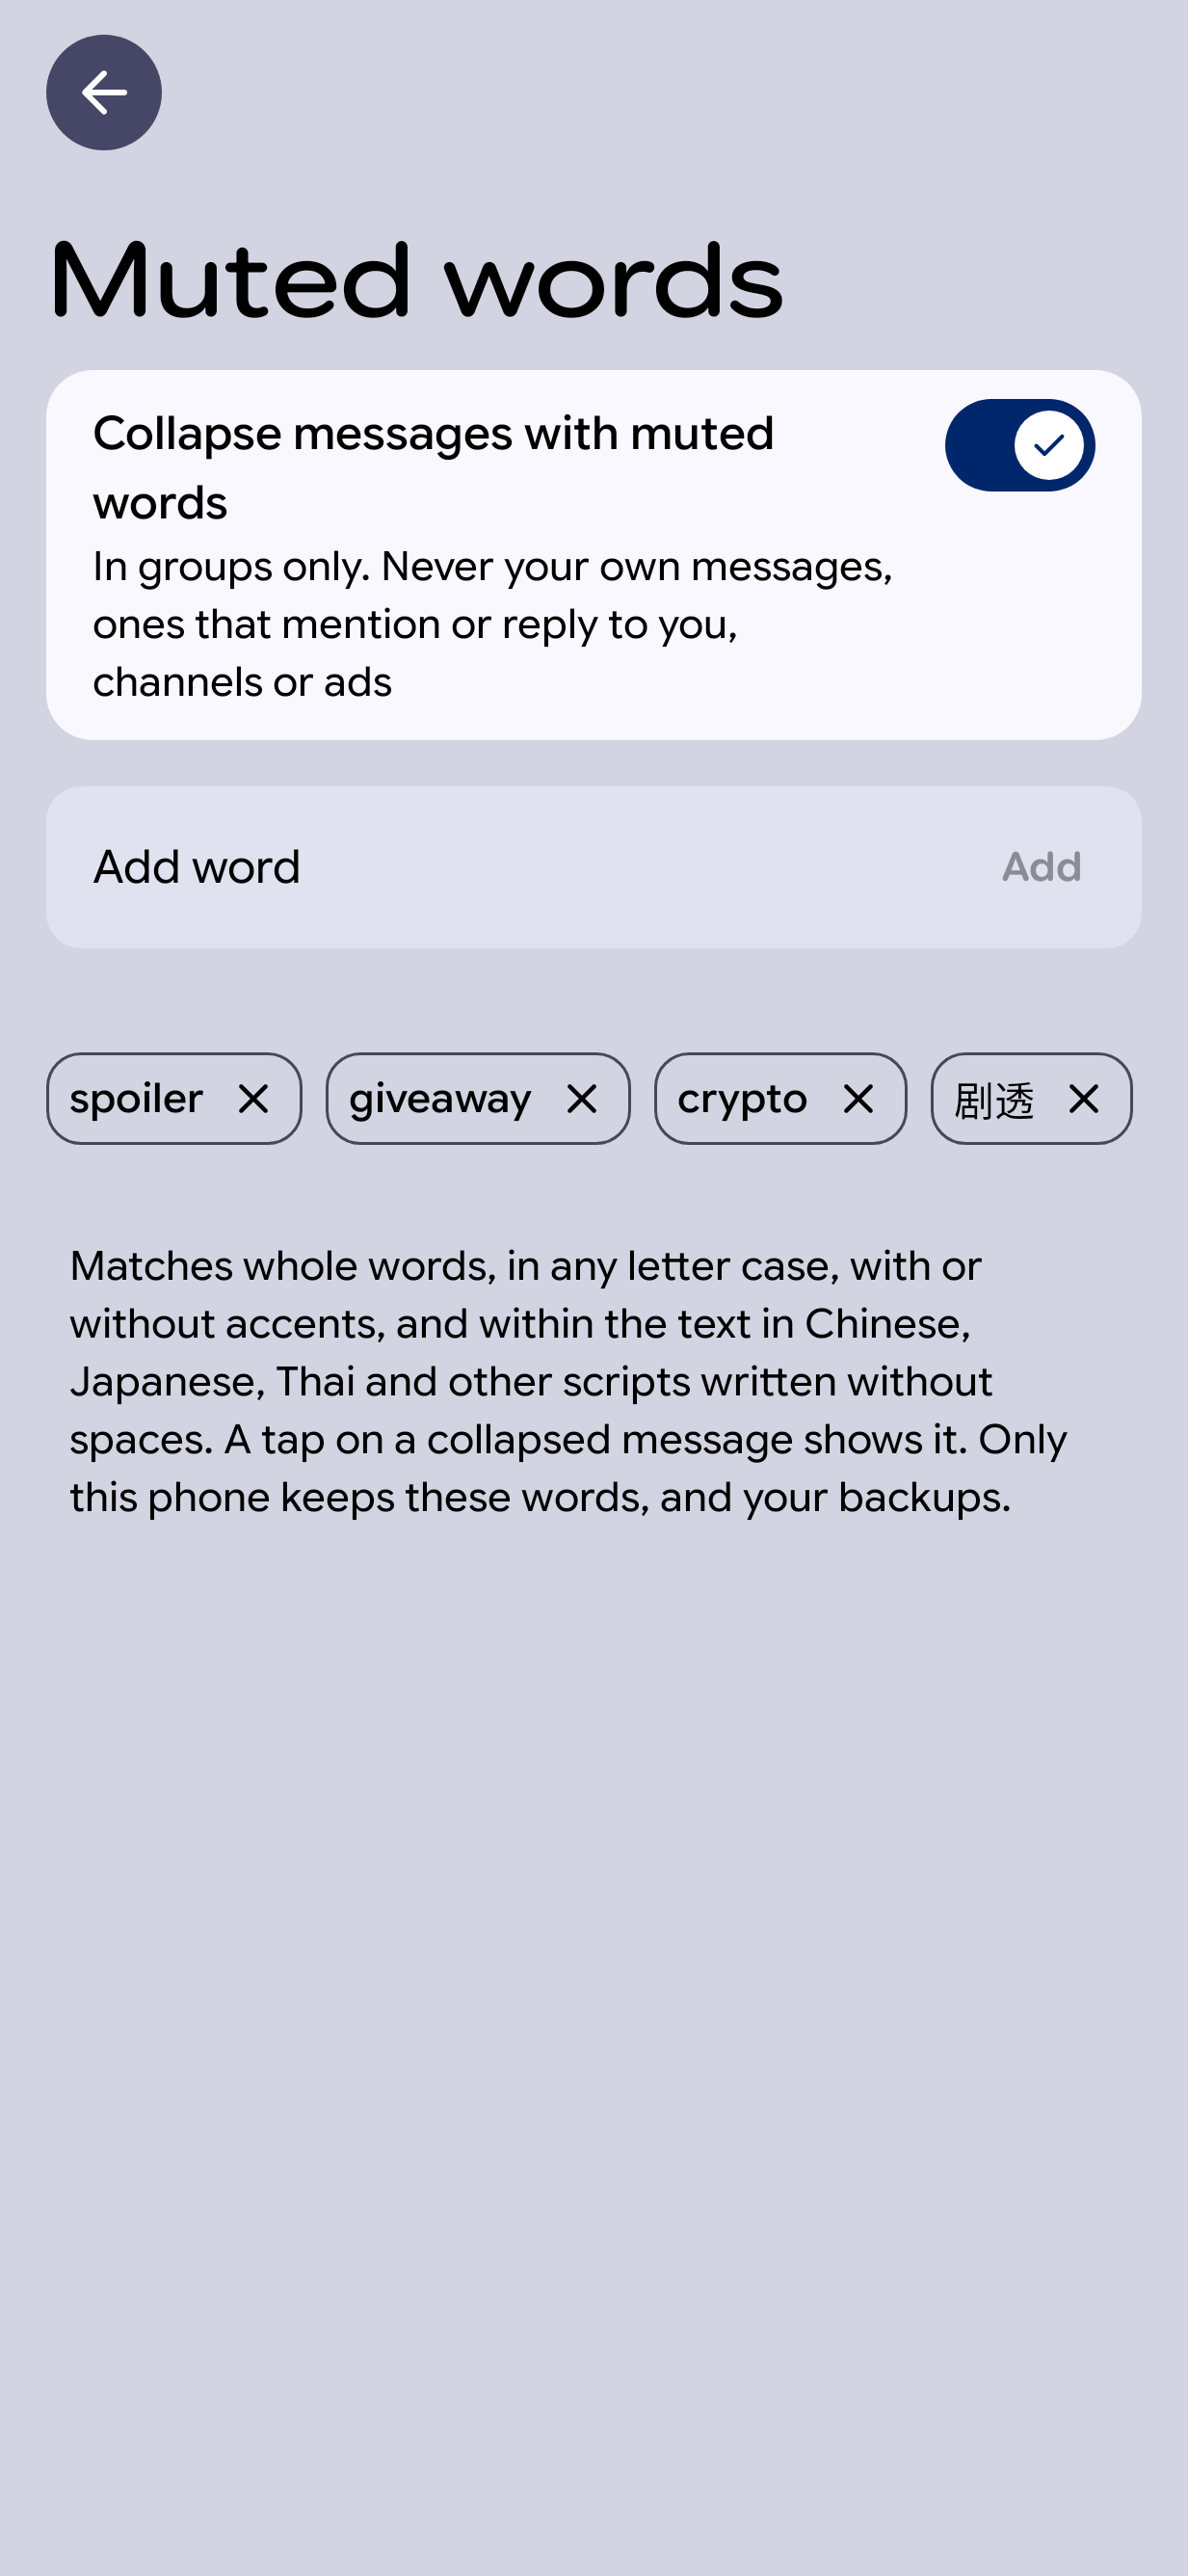 Muted words
Collapse messages with muted
words
In groups only. Never your own messages,
ones that mention or reply to you,
channels or ads
Add word
Add
spoiler
giveaway
crypto
剧透
Matches whole words, in any letter case, with or
without accents, and within the text in Chinese,
Japanese, Thai and other scripts written without
spaces. A tap on a collapsed message shows it. Only
this phone keeps these words, and your backups.